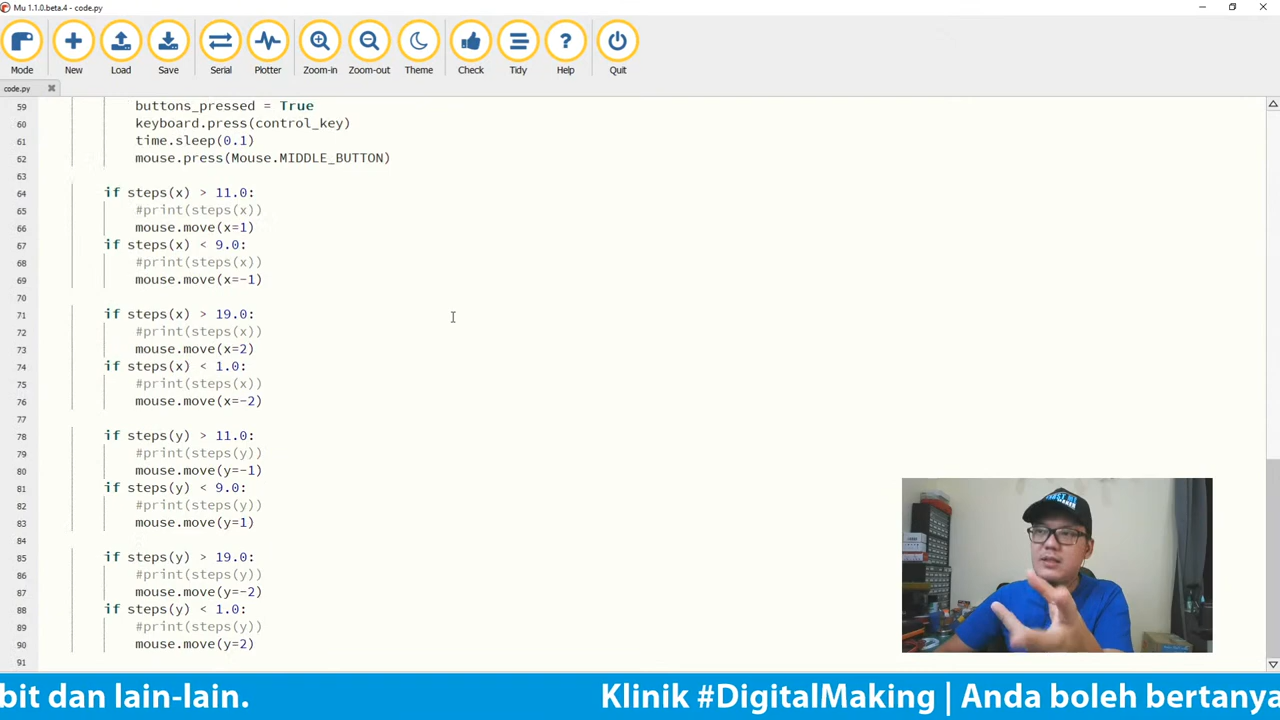 Mu 1.1.0.beta.4 - code.py
Mode New Load Save Serial Plotter Zoom-in Zoom-out Theme Check Tidy Help Quit
code.py
59 buttons_pressed = True
60 keyboard.press(control_key)
61 time.sleep(0.1)
62 mouse.press(Mouse.MIDDLE_BUTTON)
63
64 if steps(x) > 11.0:
65 #print(steps(x))
66 mouse.move(x=1)
67 if steps(x) < 9.0:
68 #print(steps(x))
69 mouse.move(x=-1)
70
71 if steps(x) > 19.0:
72 #print(steps(x))
73 mouse.move(x=2)
74 if steps(x) < 1.0:
75 #print(steps(x))
76 mouse.move(x=-2)
77
78 if steps(y) > 11.0:
79 #print(steps(y))
80 mouse.move(y=-1)
81 if steps(y) < 9.0:
82 #print(steps(y))
83 mouse.move(y=1)
84
85 if steps(y) > 19.0:
86 #print(steps(y))
87 mouse.move(y=-2)
88 if steps(y) < 1.0:
89 #print(steps(y))
90 mouse.move(y=2)
91
bit dan lain-lain. Klinik #DigitalMaking | Anda boleh bertanya